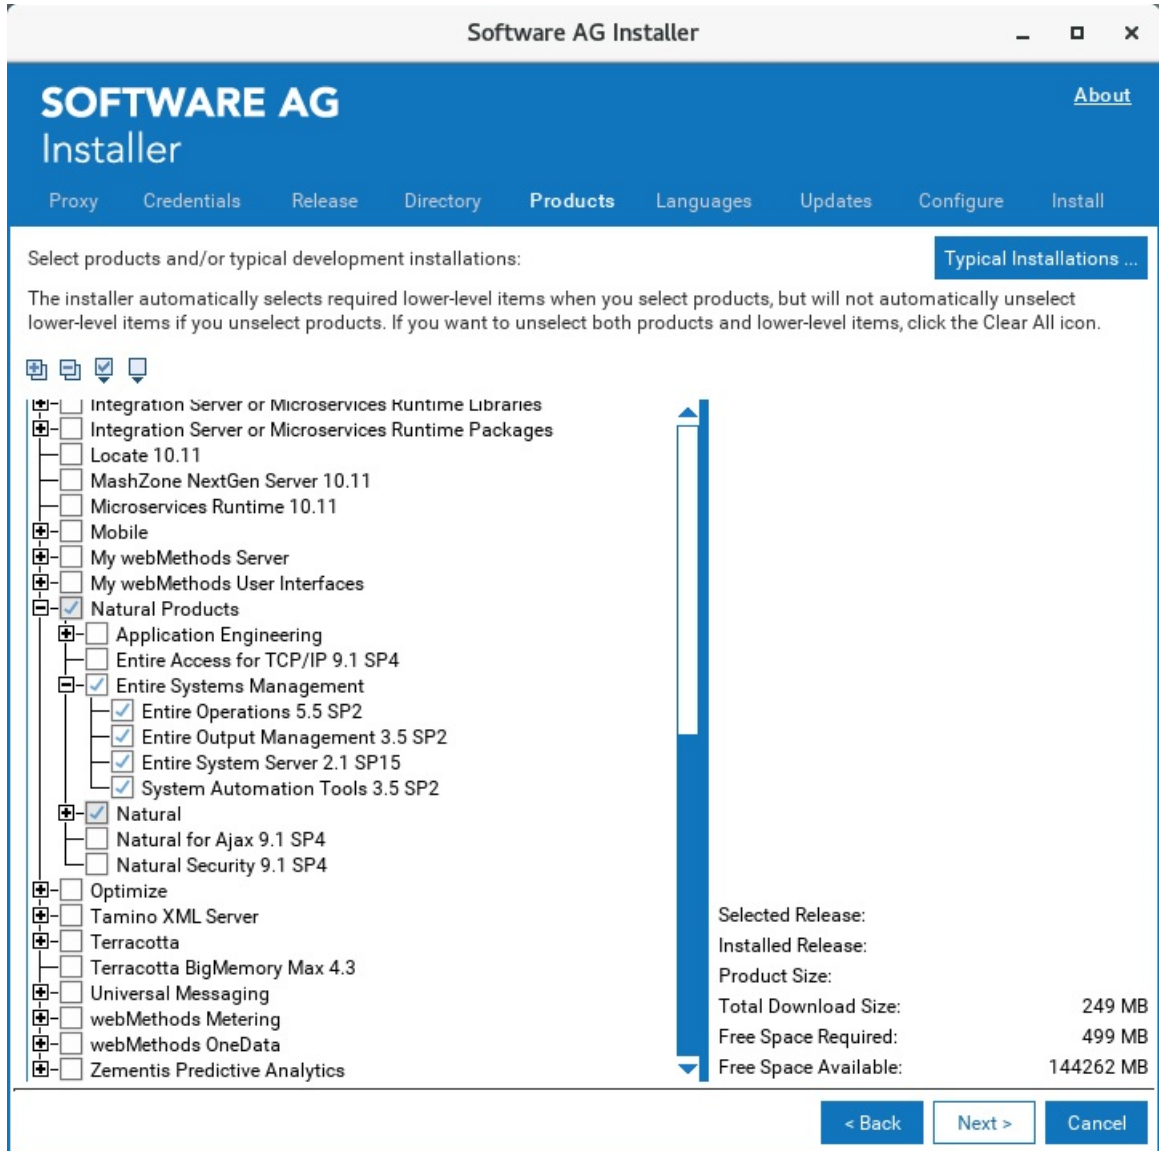 Software AG Installer
SOFTWARE AG
About
Installer
Proxy Credentials Release Directory Products Languages Updates Configure Install
Select products and/or typical development installations:
Typical Installations ...
The installer automatically selects required lower-level items when you select products, but will not automatically unselect
lower-level items if you unselect products. If you want to unselect both products and lower-level items, click the Clear All icon.
Integration Server or Microservices Runtime Libraries
Integration Server or Microservices Runtime Packages
Locate 10.11
MashZone NextGen Server 10.11
Microservices Runtime 10.11
Mobile
My webMethods Server
My webMethods User Interfaces
Natural Products
Application Engineering
Entire Access for TCP/IP 9.1 SP4
Entire Systems Management
Entire Operations 5.5 SP2
Entire Output Management 3.5 SP2
Entire System Server 2.1 SP15
System Automation Tools 3.5 SP2
Natural
Natural for Ajax 9.1 SP4
Natural Security 9.1 SP4
Optimize
Tamino XML Server
Terracotta
Terracotta BigMemory Max 4.3
Universal Messaging
webMethods Metering
webMethods OneData
Zementis Predictive Analytics
Selected Release:
Installed Release:
Product Size:
Total Download Size: 249 MB
Free Space Required: 499 MB
Free Space Available: 144262 MB
< Back
Next >
Cancel